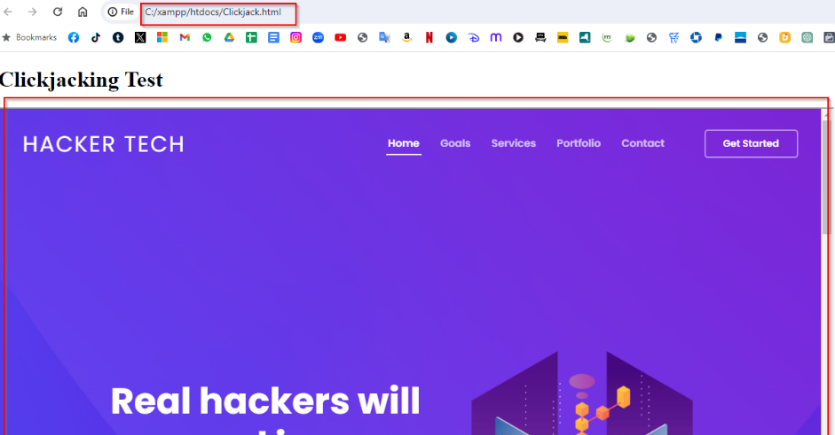 File C:/xampp/htdocs/Clickjack.html
Bookmarks
Clickjacking Test
HACKER TECH Home Goals Services Portfolio Contact Get Started
Real hackers will